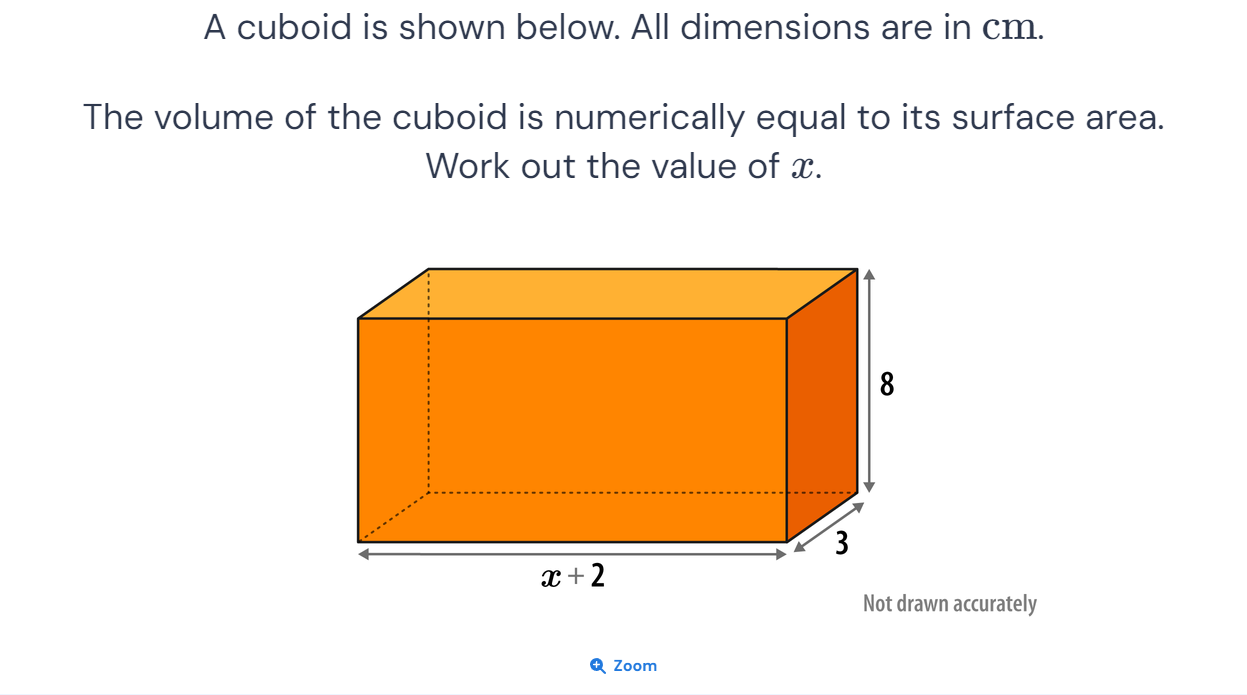 A cuboid is shown below. All dimensions are in cm.
The volume of the cuboid is numerically equal to its surface area.
Work out the value of x.
8
3
x + 2
Not drawn accurately
Zoom